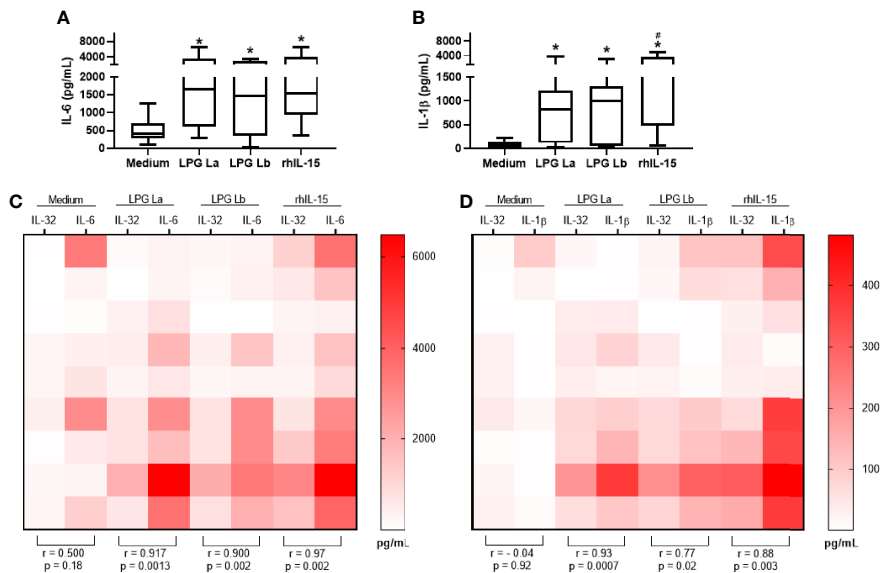 A
8000
4000
2000
1500
1000
500
0
IL-6 (pg/mL)
* * *
Medium LPG La LPG Lb rhIL-15
B
8000
4000
2000
1500
1000
500
0
IL-1β (pg/mL)
#
* * *
Medium LPG La LPG Lb rhIL-15
C
Medium LPG La LPG Lb rhIL-15
IL-32 IL-6 IL-32 IL-6 IL-32 IL-6 IL-32 IL-6
6000
4000
2000
pg/mL
r = 0.500 r = 0.917 r = 0.900 r = 0.97
p = 0.18 p = 0.0013 p = 0.002 p = 0.002
D
Medium LPG La LPG Lb rhIL-15
IL-32 IL-1β IL-32 IL-1β IL-32 IL-1β IL-32 IL-1β
400
300
200
100
pg/mL
r = - 0.04 r = 0.93 r = 0.77 r = 0.88
p = 0.92 p = 0.0007 p = 0.02 p = 0.003